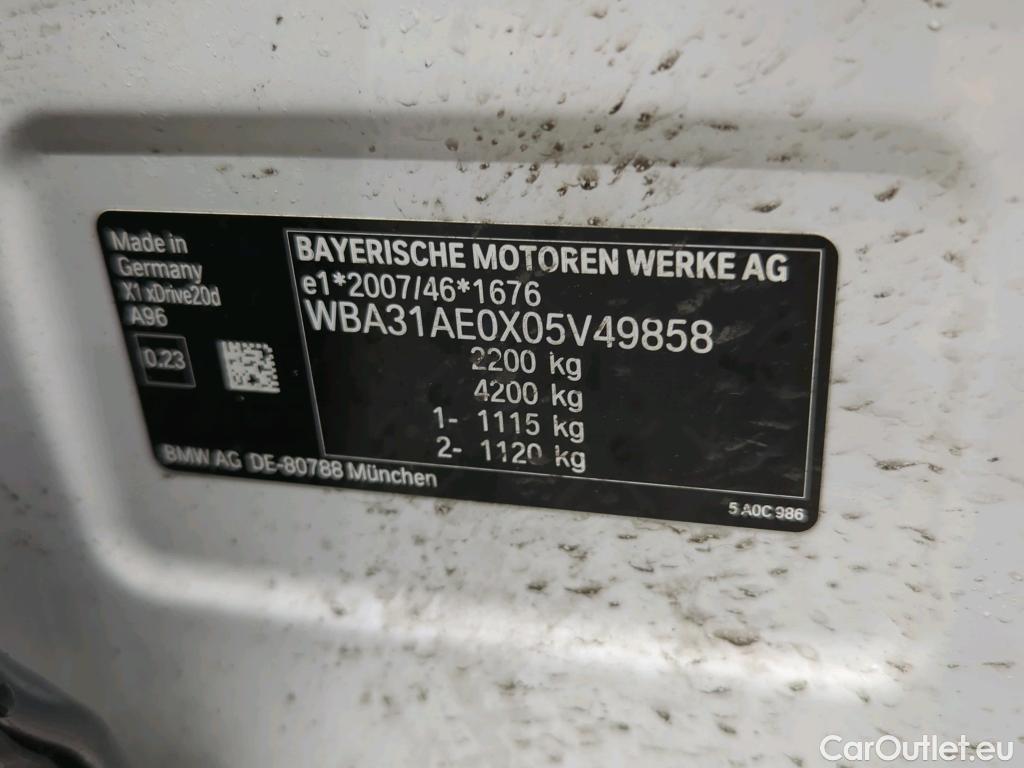 Made in
Germany
X1 xDrive20d
A96
0.23
BAYERISCHE MOTOREN WERKE AG
e1*2007/46*1676
WBA31AE0X05V49858
2200 kg
4200 kg
1- 1115 kg
2- 1120 kg
BMW AG DE-80788 München
5 A0C 986
CarOutlet.eu